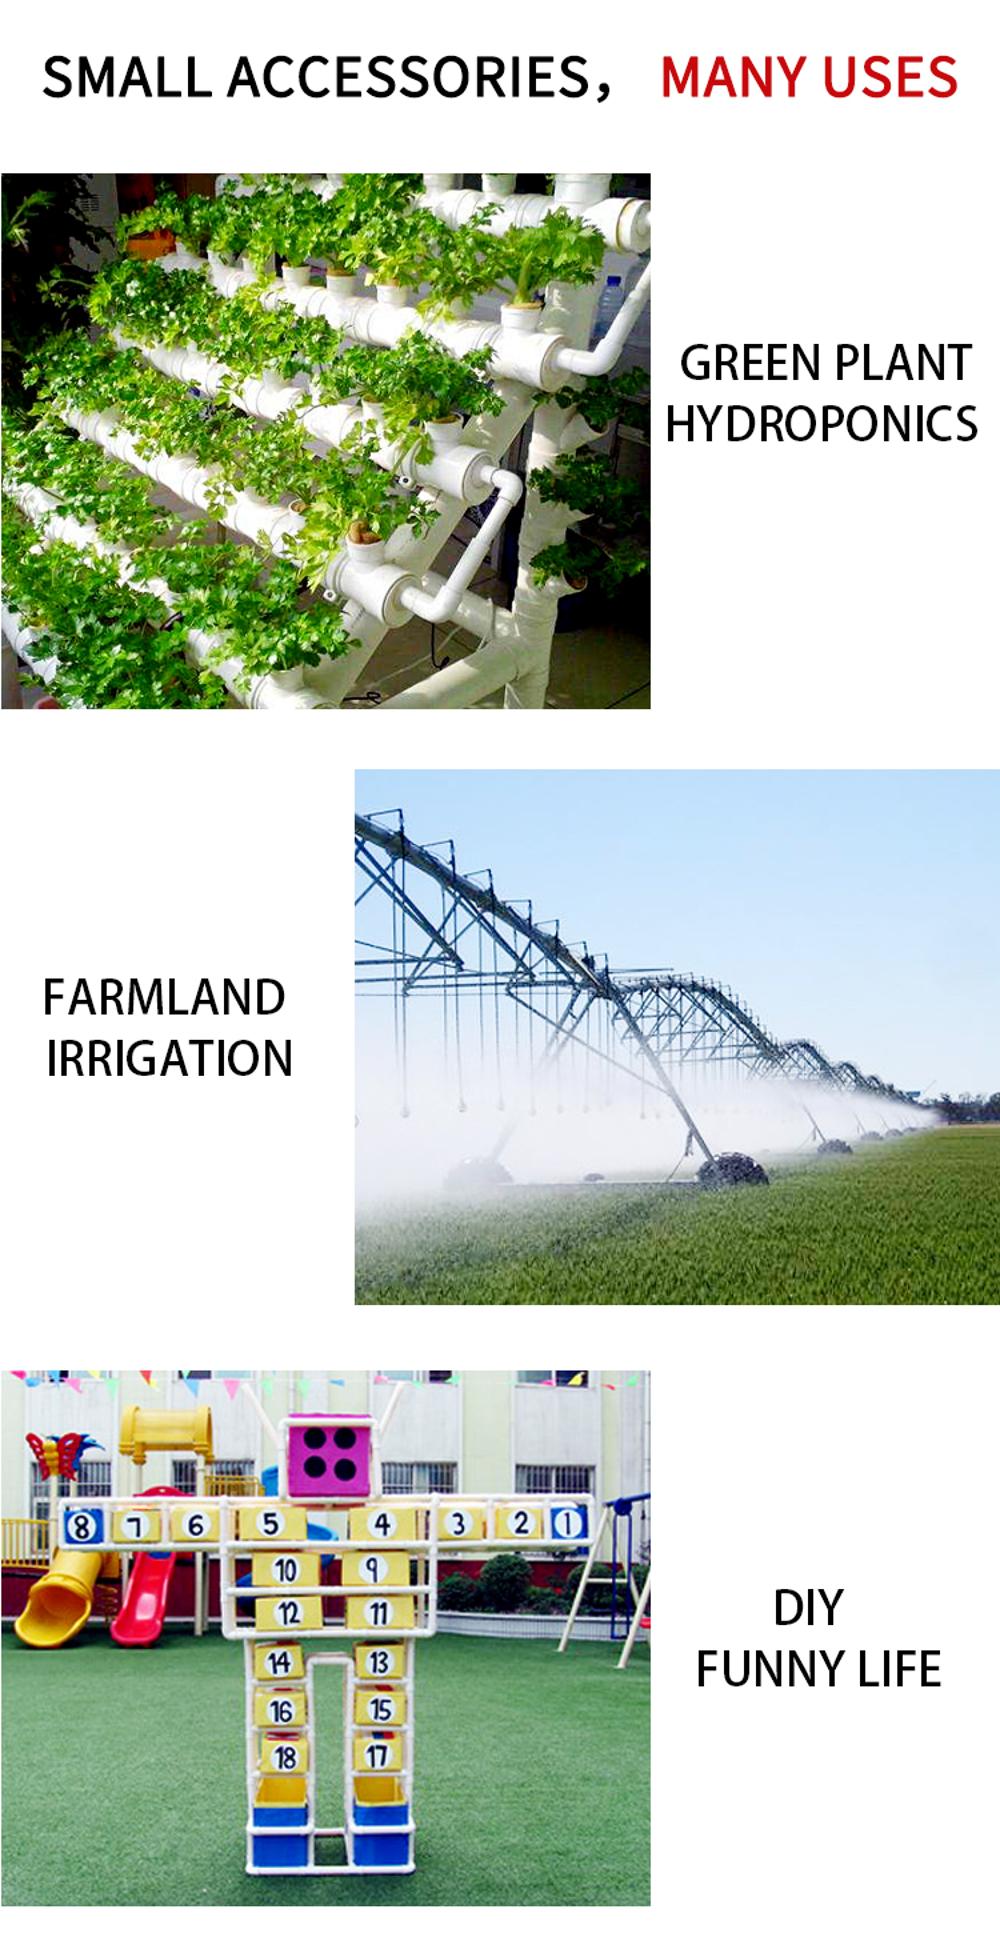 SMALL ACCESSORIES， MANY USES
GREEN PLANT
HYDROPONICS
FARMLAND
IRRIGATION
8 7 6 5 4 3 2 1
10 9
12 11
14 13
16 15
18 17
DIY
FUNNY LIFE